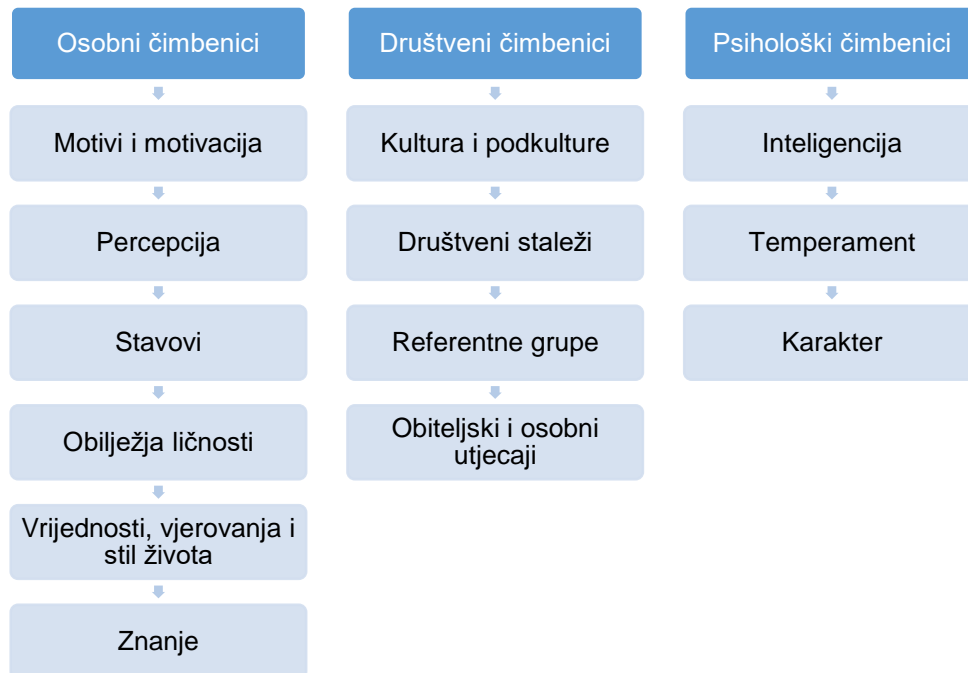 Osobni čimbenici
Motivi i motivacija
Percepcija
Stavovi
Obilježja ličnosti
Vrijednosti, vjerovanja i
stil života
Znanje
Društveni čimbenici
Kultura i podkulture
Društveni staleži
Referentne grupe
Obiteljski i osobni
utjecaji
Psihološki čimbenici
Inteligencija
Temperament
Karakter